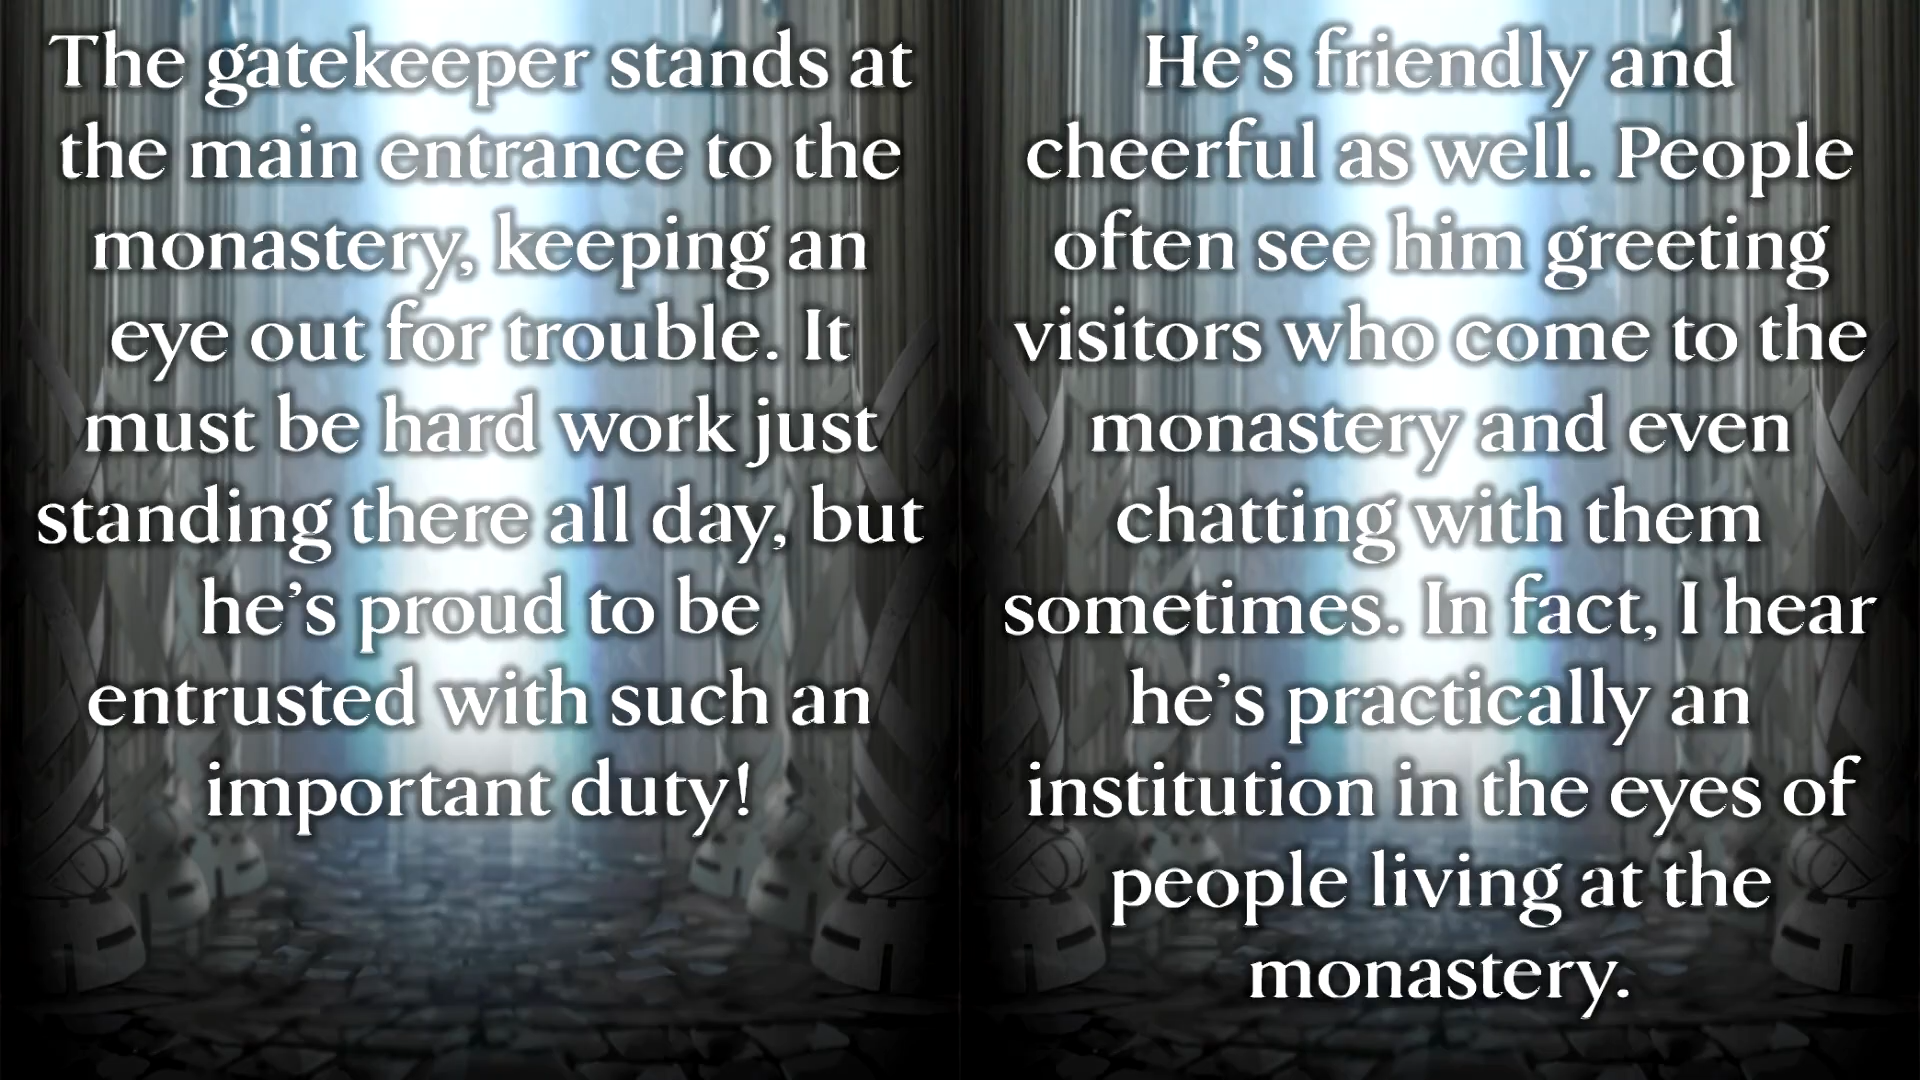 The gatekeeper stands at
the main entrance to the
monastery, keeping an
eye out for trouble. It
must be hard work just
standing there all day, but
he's proud to be
entrusted with such an
important duty!
He's friendly and
cheerful as well. People
often see him greeting
visitors who come to the
monastery and even
chatting with them
sometimes. In fact, I hear
he's practically an
institution in the eyes of
people living at the
monastery.